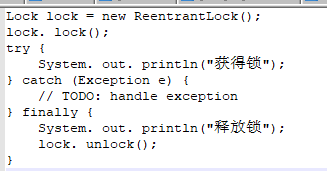 Lock lock = new ReentrantLock();
lock. lock();
try {
    System. out. println("获得锁");
} catch (Exception e) {
    // TODO: handle exception
} finally {
    System. out. println("释放锁");
    lock. unlock();
}